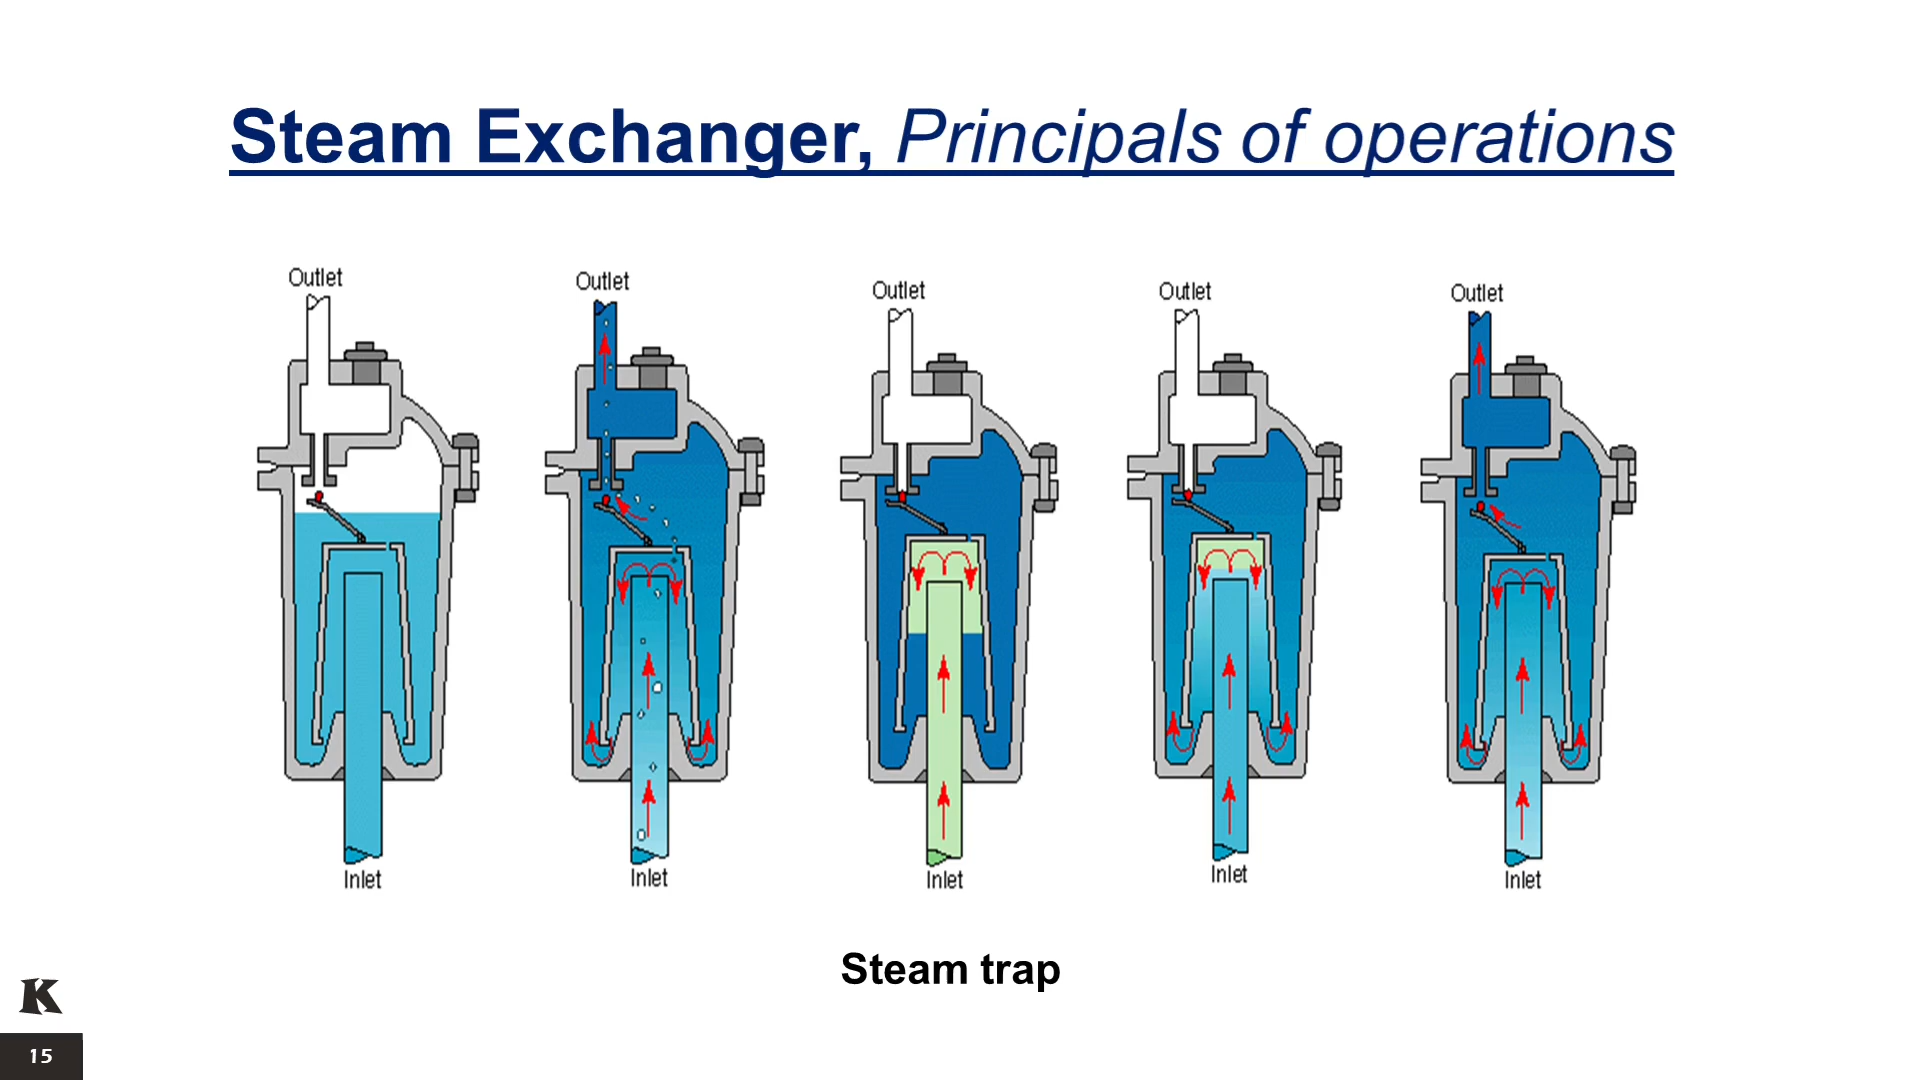 Steam Exchanger, Principals of operations
Outlet
Outlet
Outlet
Outlet
Outlet
Inlet
Inlet
Inlet
Inlet
Inlet
Steam trap
K
15